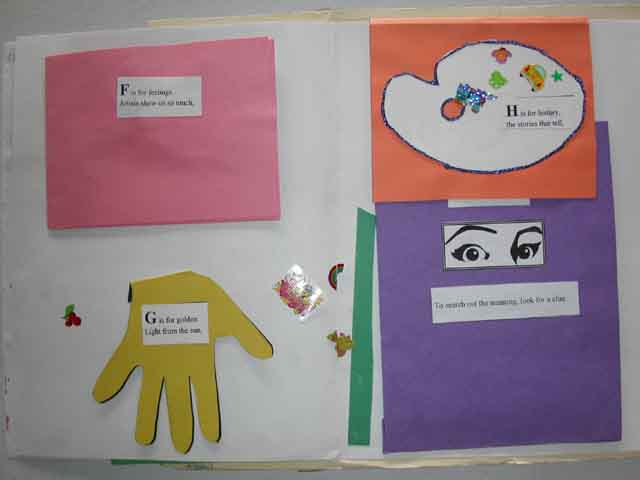 F is for feelings.
Artists show us so much,
G is for golden
Light from the sun,
H is for history,
the stories that tell,
To search out the meaning, look for a clue.